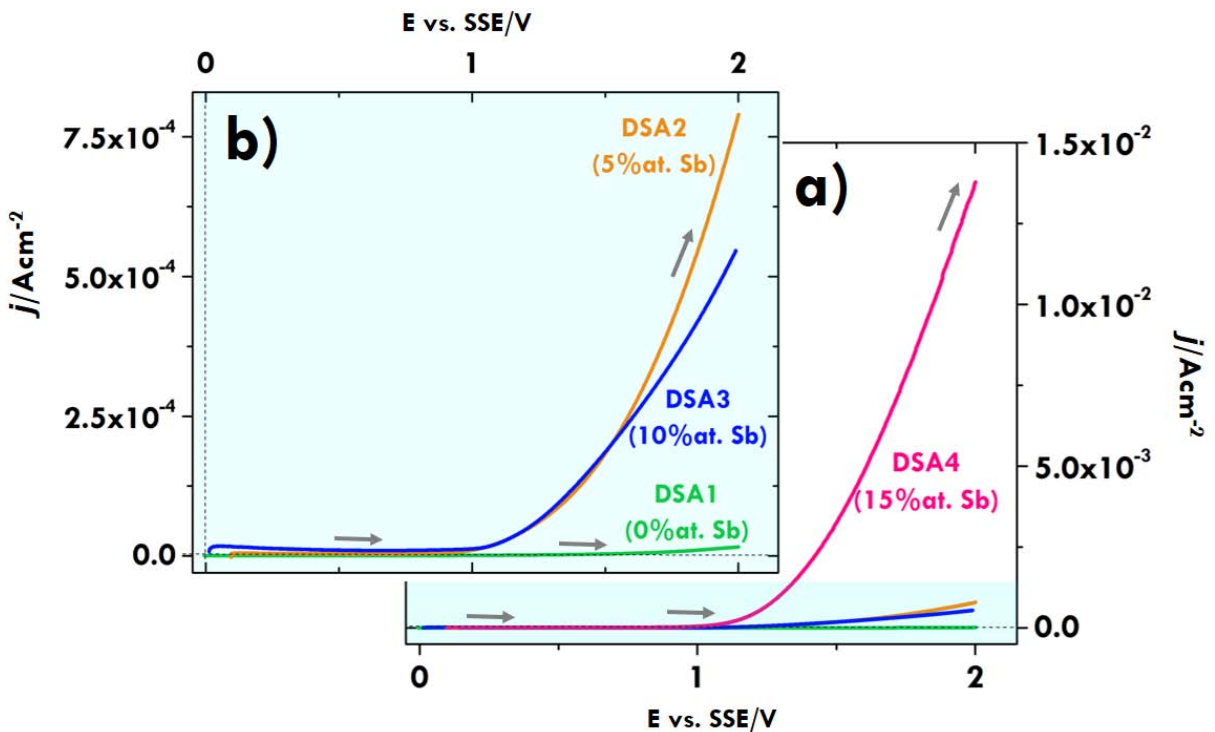 E vs. SSE/V
0 1 2
b)
DSA2
(5%at. Sb)
7.5x10-4
5.0x10-4
2.5x10-4
0.0
j/Acm-2
DSA3
(10%at. Sb)
DSA1
(0%at. Sb)
a)
1.5x10-2
1.0x10-2
5.0x10-3
0.0
j/Acm-2
DSA4
(15%at. Sb)
0 1 2
E vs. SSE/V